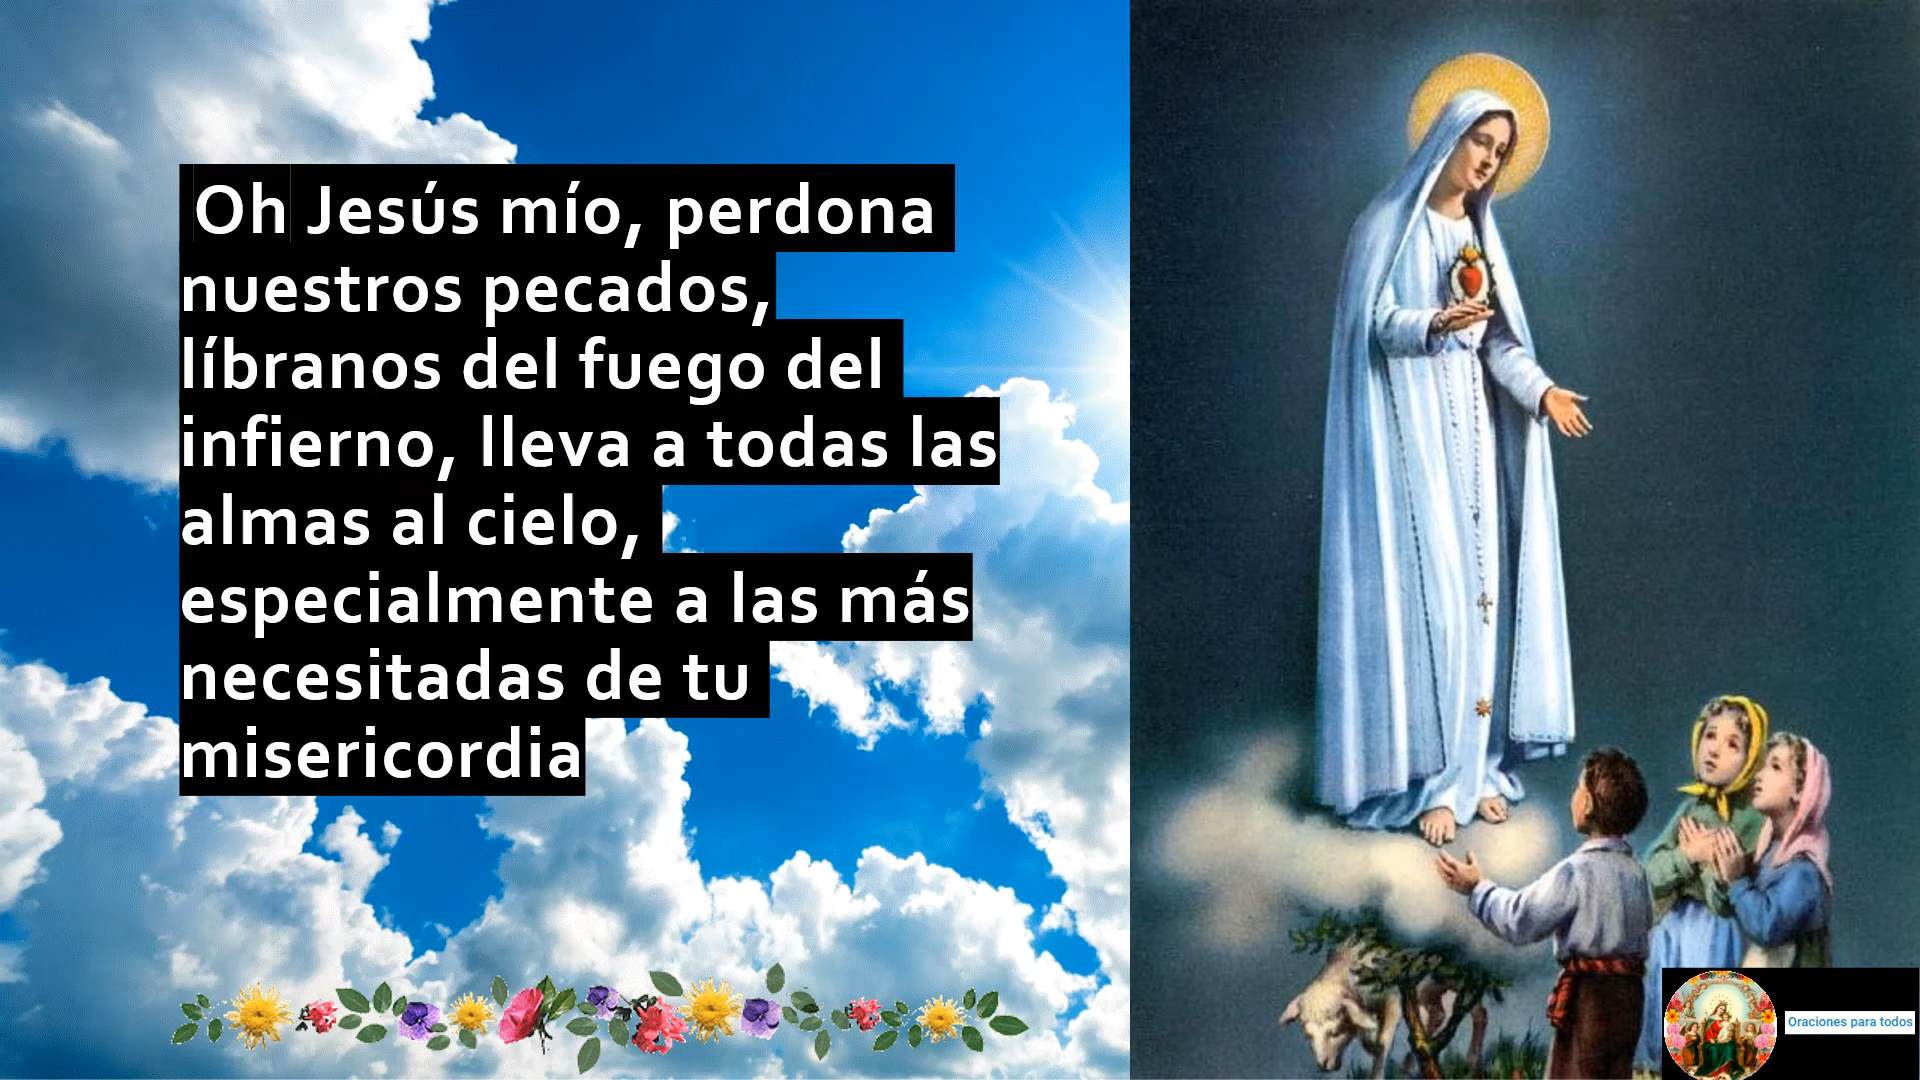 Oh Jesús mío, perdona
nuestros pecados,
líbranos del fuego del
infierno, lleva a todas las
almas al cielo,
especialmente a las más
necesitadas de tu
misericordia
Oraciones para todos